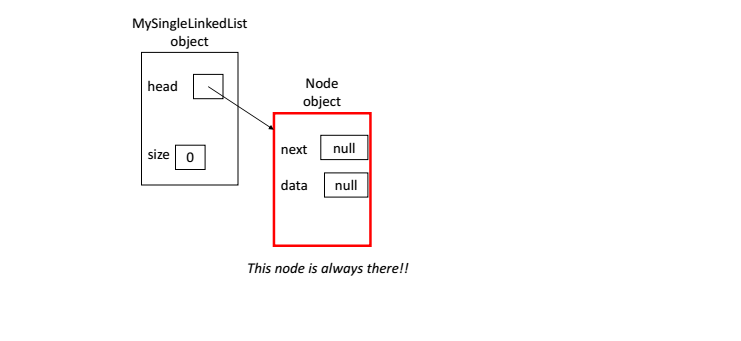 MySingleLinkedList
object
head
size 0
Node
object
next null
data null
This node is always there!!